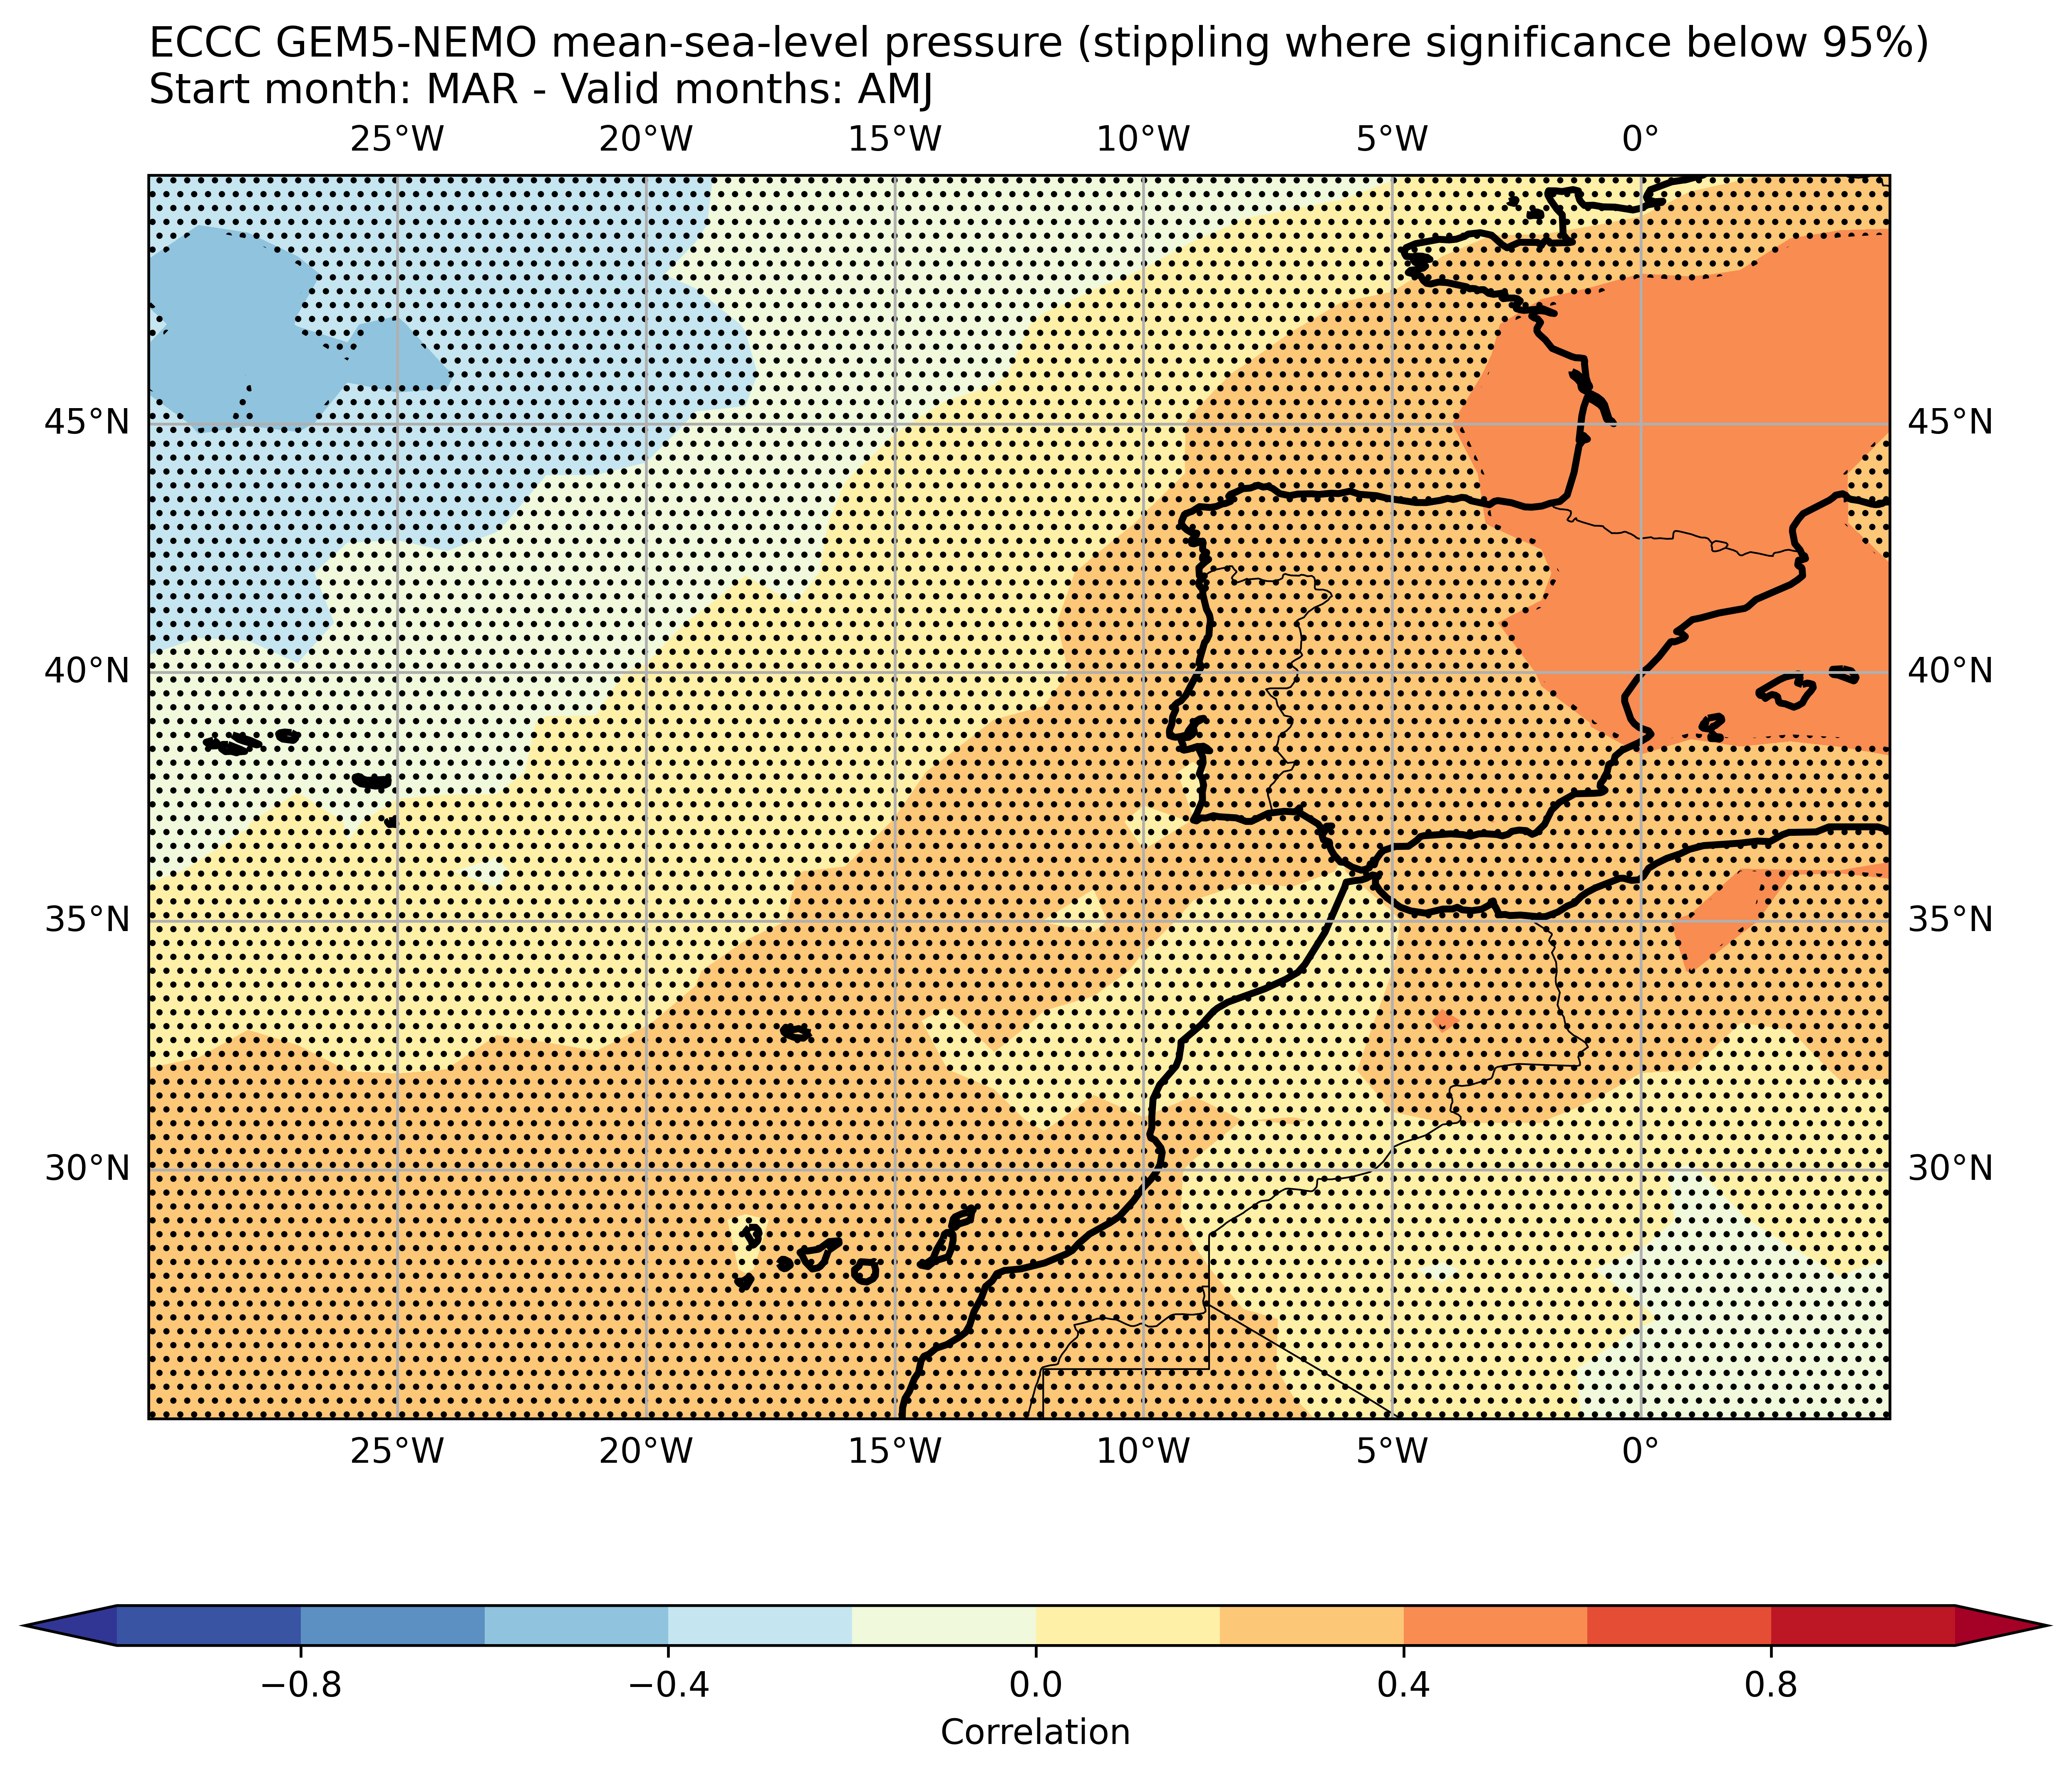 ECCC GEM5-NEMO mean-sea-level pressure (stippling where significance below 95%)
Start month: MAR - Valid months: AMJ
25°W 20°W 15°W 10°W 5°W 0°
45°N 45°N
40°N 40°N
35°N 35°N
30°N 30°N
25°W 20°W 15°W 10°W 5°W 0°
−0.8 −0.4 0.0 0.4 0.8
Correlation